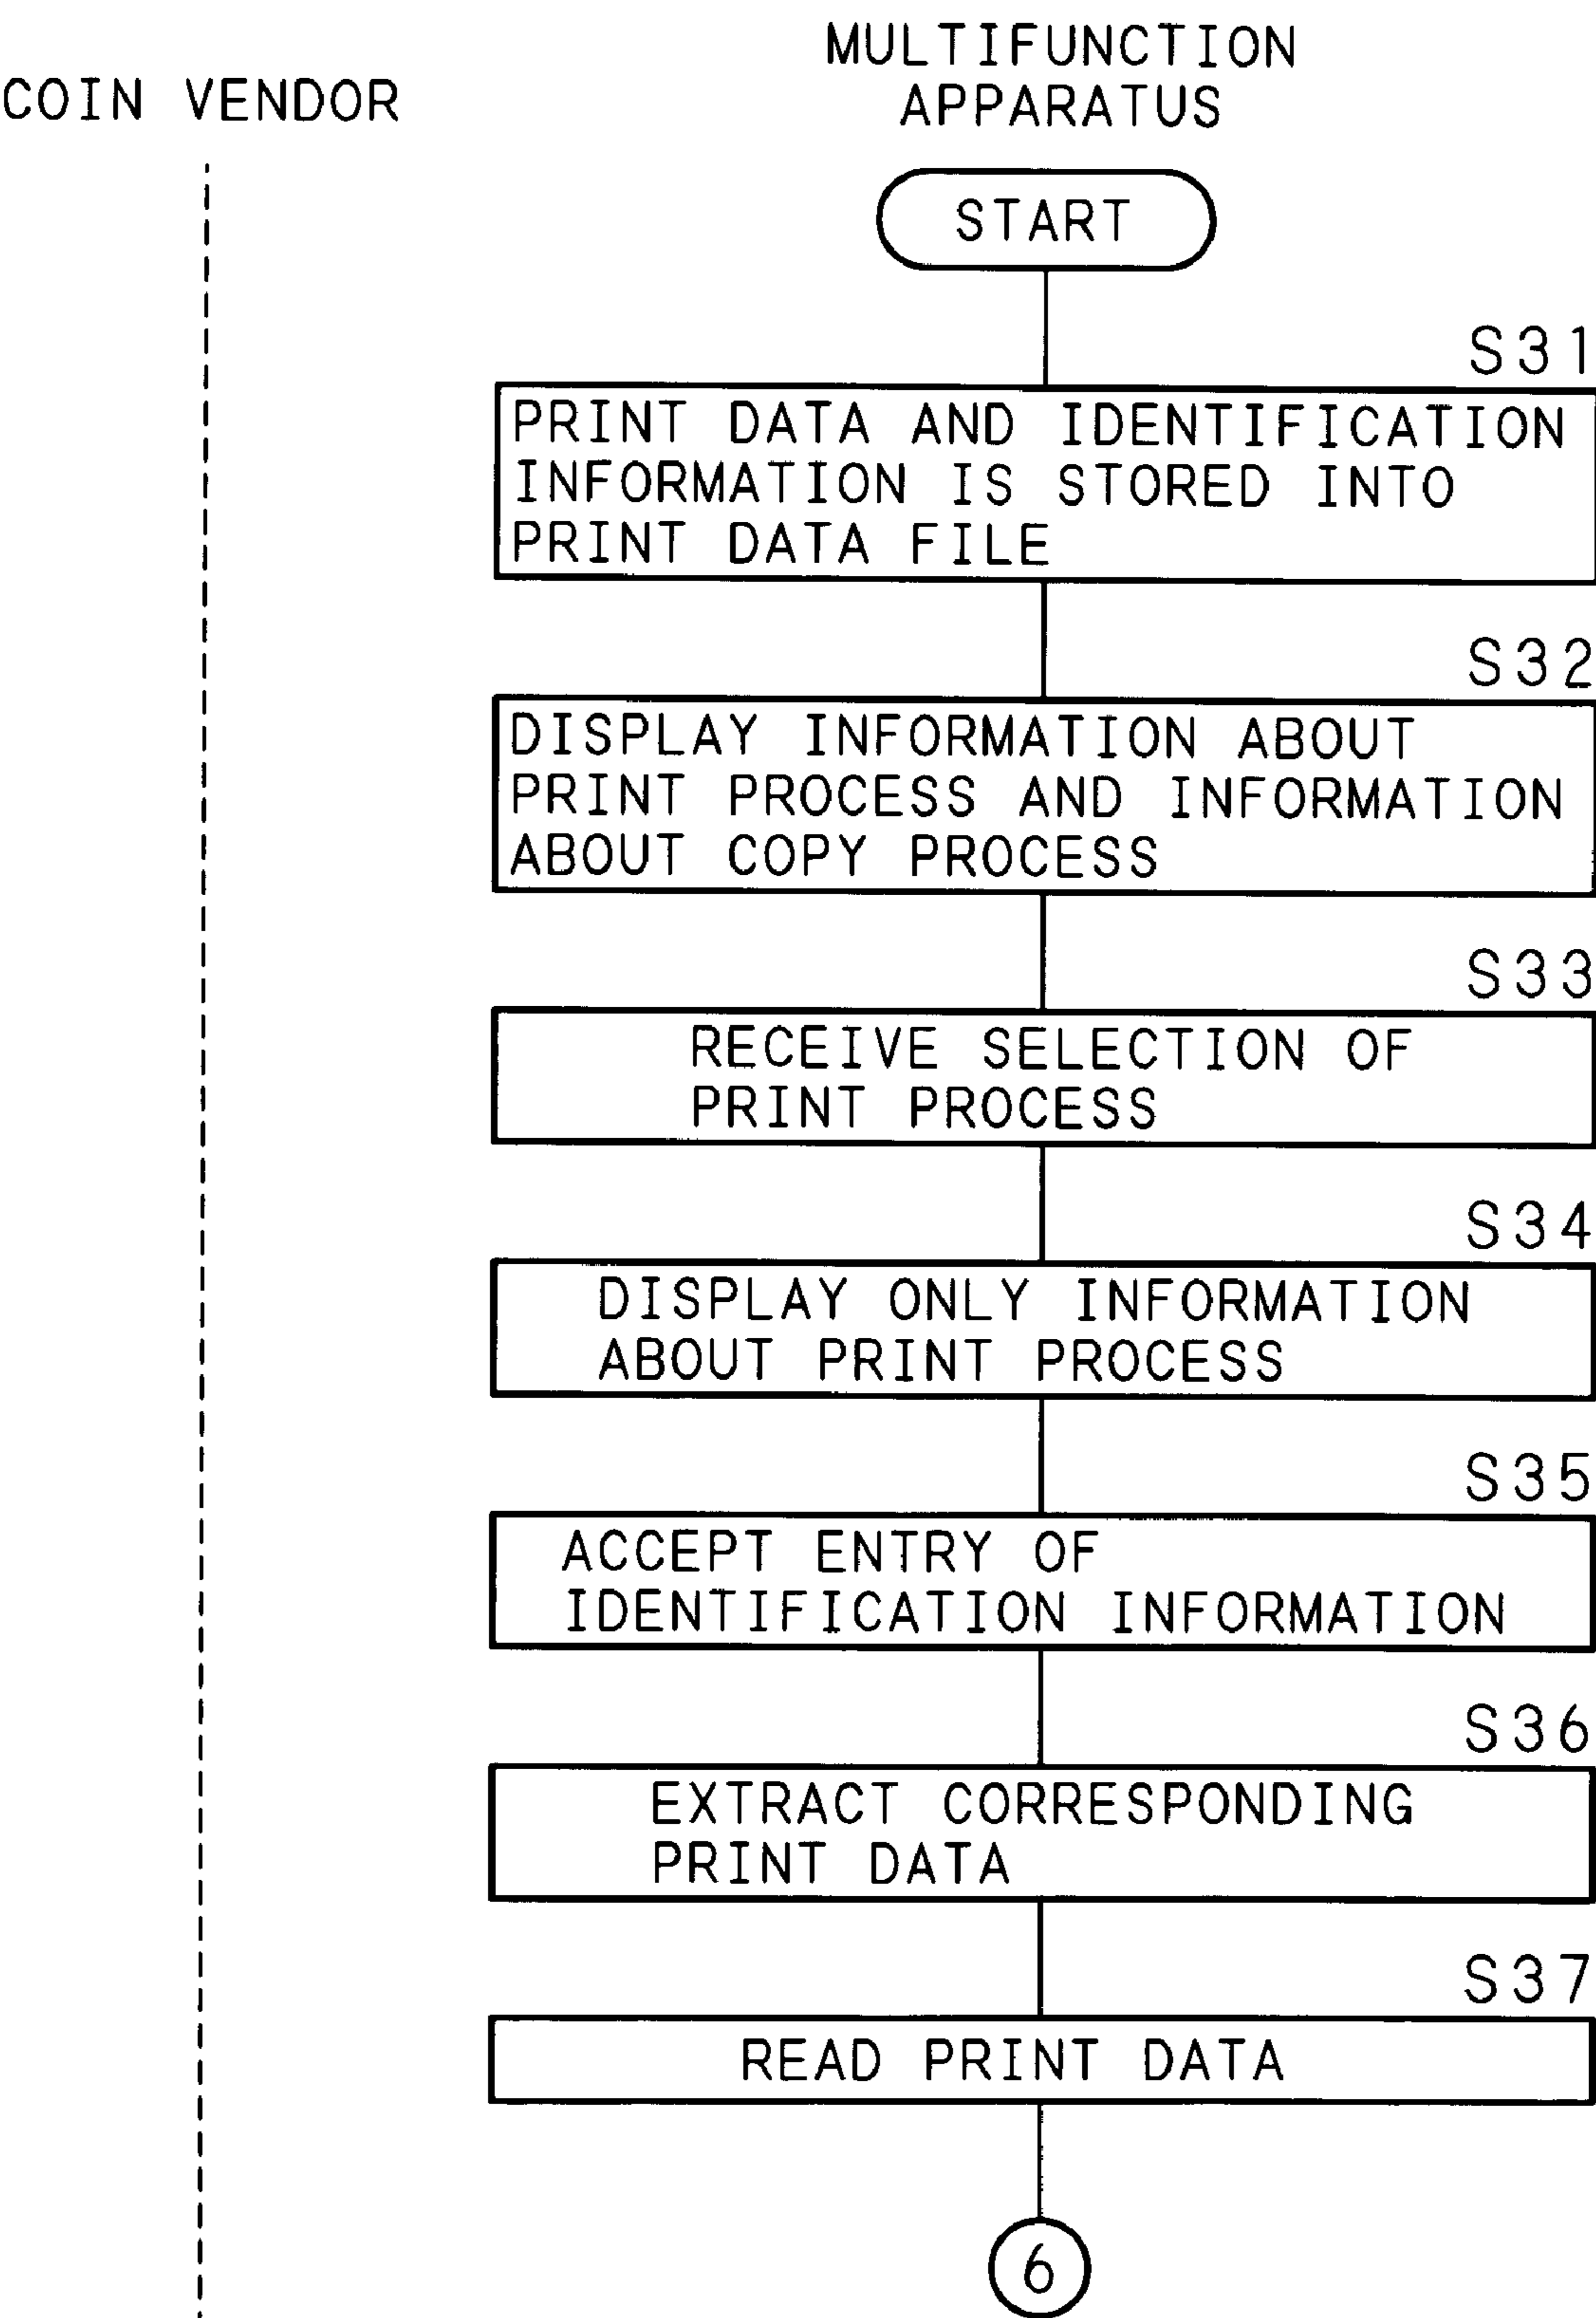 COIN VENDOR
MULTIFUNCTION
APPARATUS
START
S31
PRINT DATA AND IDENTIFICATION
INFORMATION IS STORED INTO
PRINT DATA FILE
S32
DISPLAY INFORMATION ABOUT
PRINT PROCESS AND INFORMATION
ABOUT COPY PROCESS
S33
RECEIVE SELECTION OF
PRINT PROCESS
S34
DISPLAY ONLY INFORMATION
ABOUT PRINT PROCESS
S35
ACCEPT ENTRY OF
IDENTIFICATION INFORMATION
S36
EXTRACT CORRESPONDING
PRINT DATA
S37
READ PRINT DATA
6